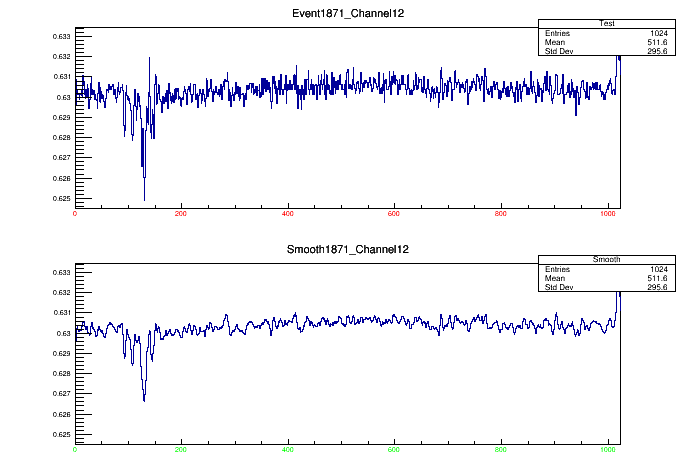 Event1871_Channel12
Test
Entries 1024
Mean 511.6
Std Dev 295.6
0.633
0.632
0.631
0.63
0.629
0.628
0.627
0.626
0.625
0 200 400 600 800 1000
Smooth1871_Channel12
Smooth
Entries 1024
Mean 511.6
Std Dev 295.6
0.633
0.632
0.631
0.63
0.629
0.628
0.627
0.626
0.625
0 200 400 600 800 1000